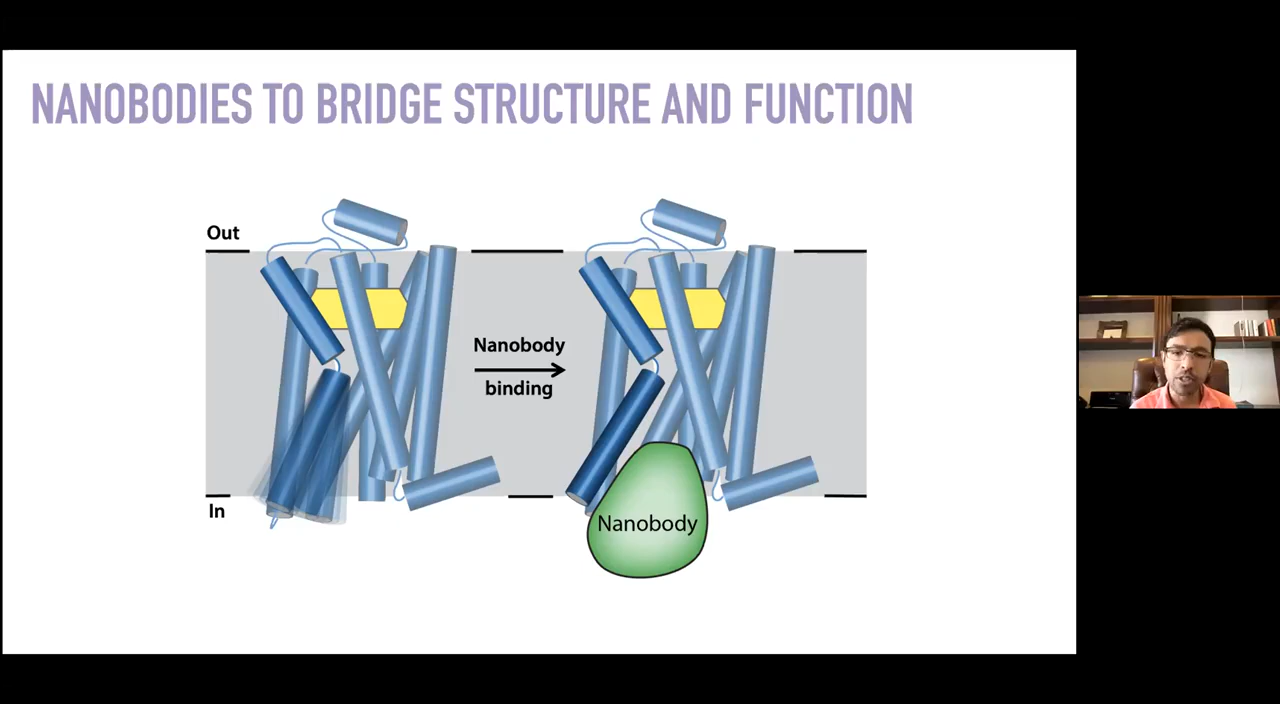 NANOBODIES TO BRIDGE STRUCTURE AND FUNCTION
Out
Nanobody
binding
In
Nanobody